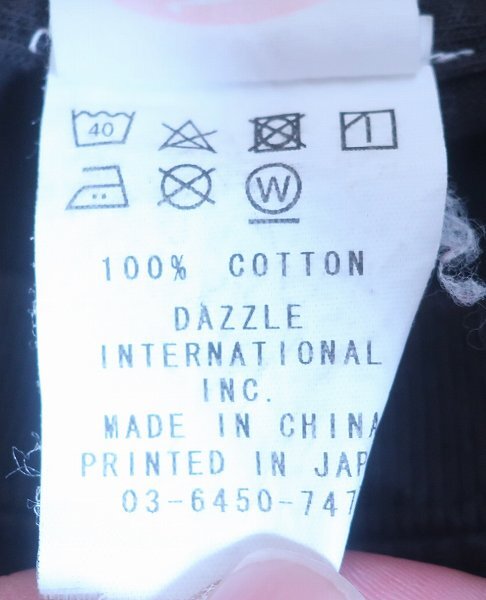 40
W
100% COTTON
DAZZLE
INTERNATIONAL
INC.
MADE IN CHINA
PRINTED IN JAP
03-6450-747